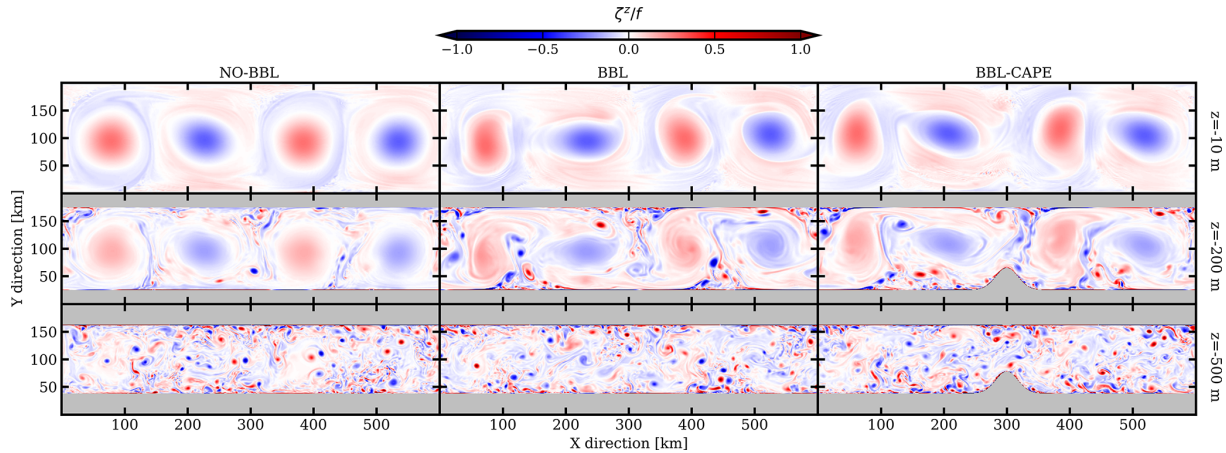 ζᶻ/f
−1.0 −0.5 0.0 0.5 1.0
NO-BBL BBL BBL-CAPE
150
100
50
z=-10 m
150
100
50
z=-200 m
150
100
50
z=-500 m
Y direction [km]
100 200 300 400 500 100 200 300 400 500 100 200 300 400 500
X direction [km]